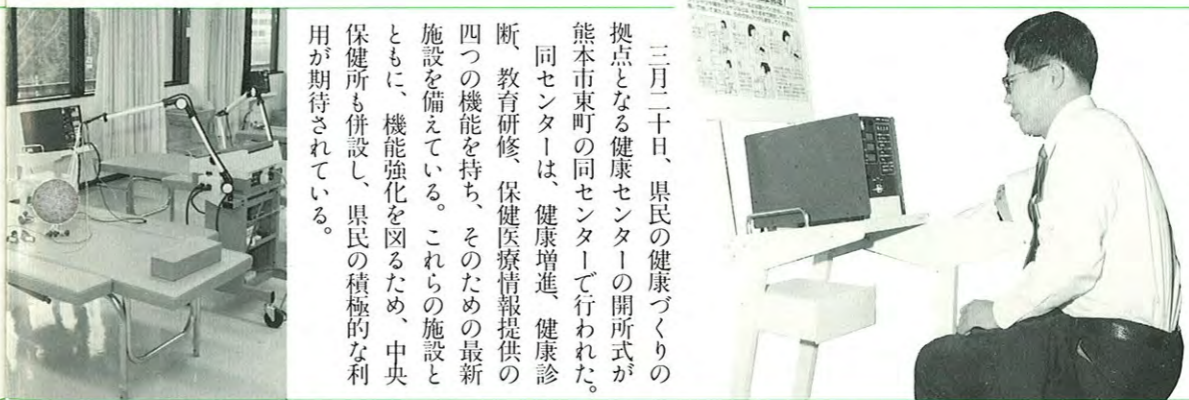 三月二十日、県民の健康づくりの
拠点となる健康センターの開所式が
熊本市東町の同センターで行われた。
同センターは、健康増進、健康診
断、教育研修、保健医療情報提供の
四つの機能を持ち、そのための最新
施設を備えている。これらの施設と
ともに、機能強化を図るため、中央
保健所も併設し、県民の積極的な利
用が期待されている。